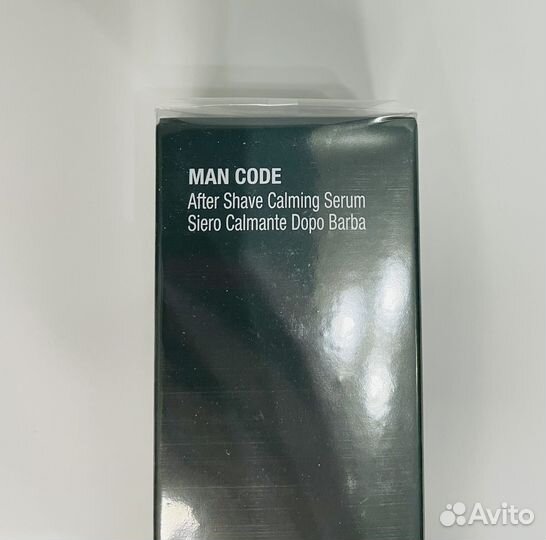 MAN CODE
After Shave Calming Serum
Siero Calmante Dopo Barba
Avito